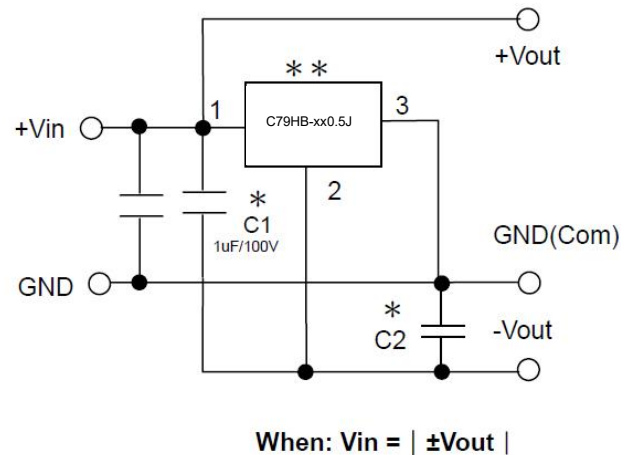 +Vout
**
C79HB-xx0.5J
1
3
+Vin
2
*
C1
1uF/100V
GND(Com)
GND
*
C2
-Vout
When: Vin = | ±Vout |